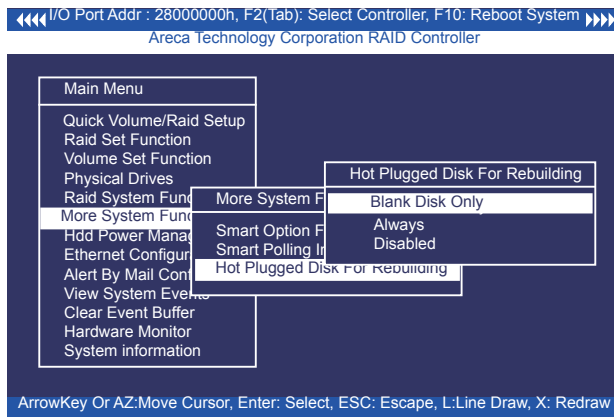 I/O Port Addr : 28000000h, F2(Tab): Select Controller, F10: Reboot System
Areca Technology Corporation RAID Controller
Main Menu
Quick Volume/Raid Setup
Raid Set Function
Volume Set Function
Physical Drives
Raid System Func
More System Func
Hdd Power Manag
Ethernet Configur
Alert By Mail Conf
View System Events
Clear Event Buffer
Hardware Monitor
System information
More System F
Smart Option F
Smart Polling In
Hot Plugged Disk For Rebuilding
Hot Plugged Disk For Rebuilding
Blank Disk Only
Always
Disabled
ArrowKey Or AZ:Move Cursor, Enter: Select, ESC: Escape, L:Line Draw, X: Redraw